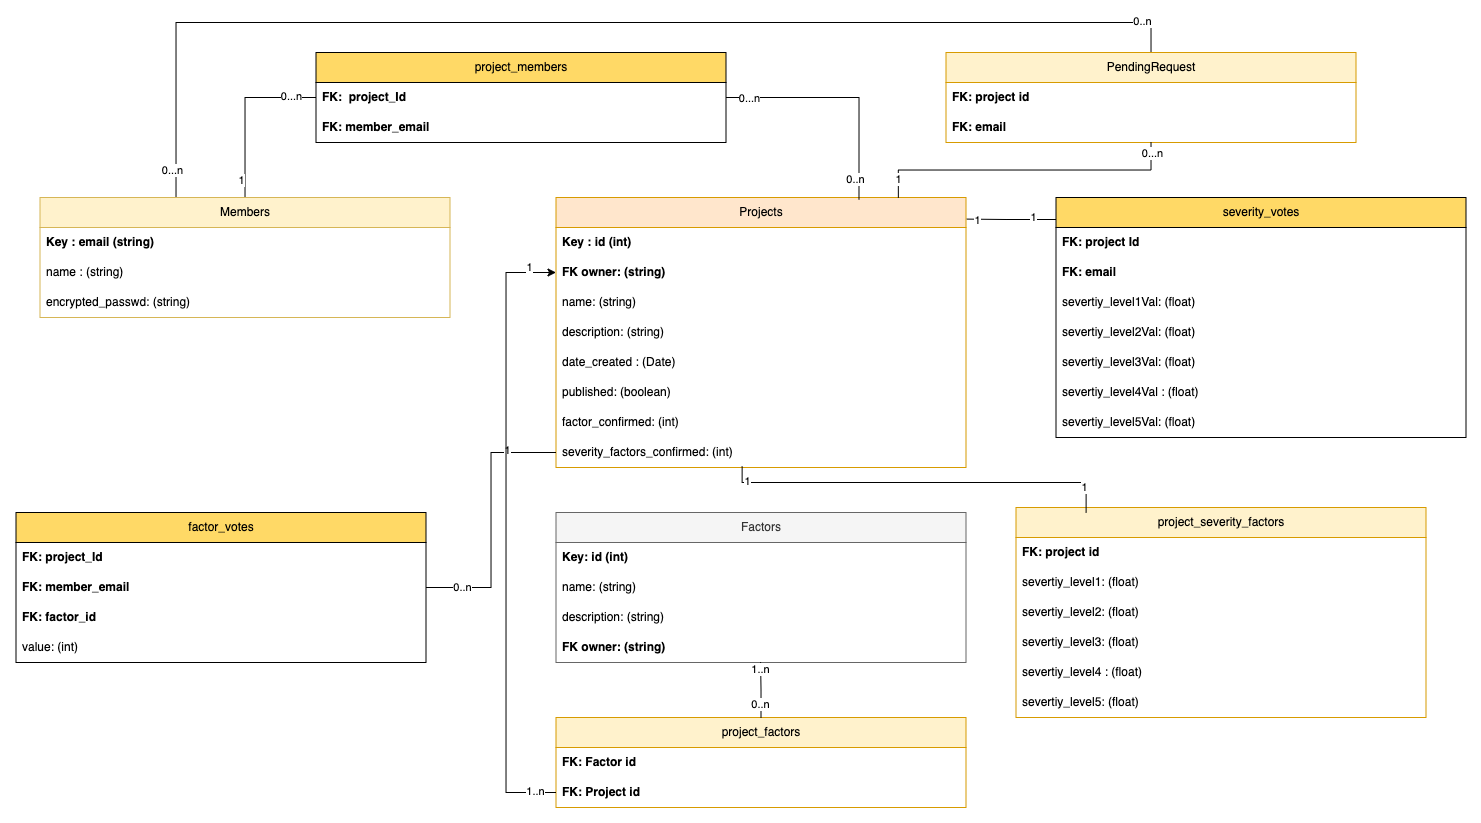 0..n
project_members
FK:  project_Id
FK: member_email
0...n
0...n
PendingRequest
FK: project id
FK: email
0...n
0...n
1
0..n
1
Members
Key : email (string)
name : (string)
encrypted_passwd: (string)
Projects
Key : id (int)
FK owner: (string)
name: (string)
description: (string)
date_created : (Date)
published: (boolean)
factor_confirmed: (int)
severity_factors_confirmed: (int)
1
1
severity_votes
FK: project Id
FK: email
severtiy_level1Val: (float)
severtiy_level2Val: (float)
severtiy_level3Val: (float)
severtiy_level4Val : (float)
severtiy_level5Val: (float)
1
1
1
1
factor_votes
FK: project_Id
FK: member_email
FK: factor_id
value: (int)
0..n
Factors
Key: id (int)
name: (string)
description: (string)
FK owner: (string)
project_severity_factors
FK: project id
severtiy_level1: (float)
severtiy_level2: (float)
severtiy_level3: (float)
severtiy_level4 : (float)
severtiy_level5: (float)
1..n
0..n
project_factors
FK: Factor id
FK: Project id
1..n